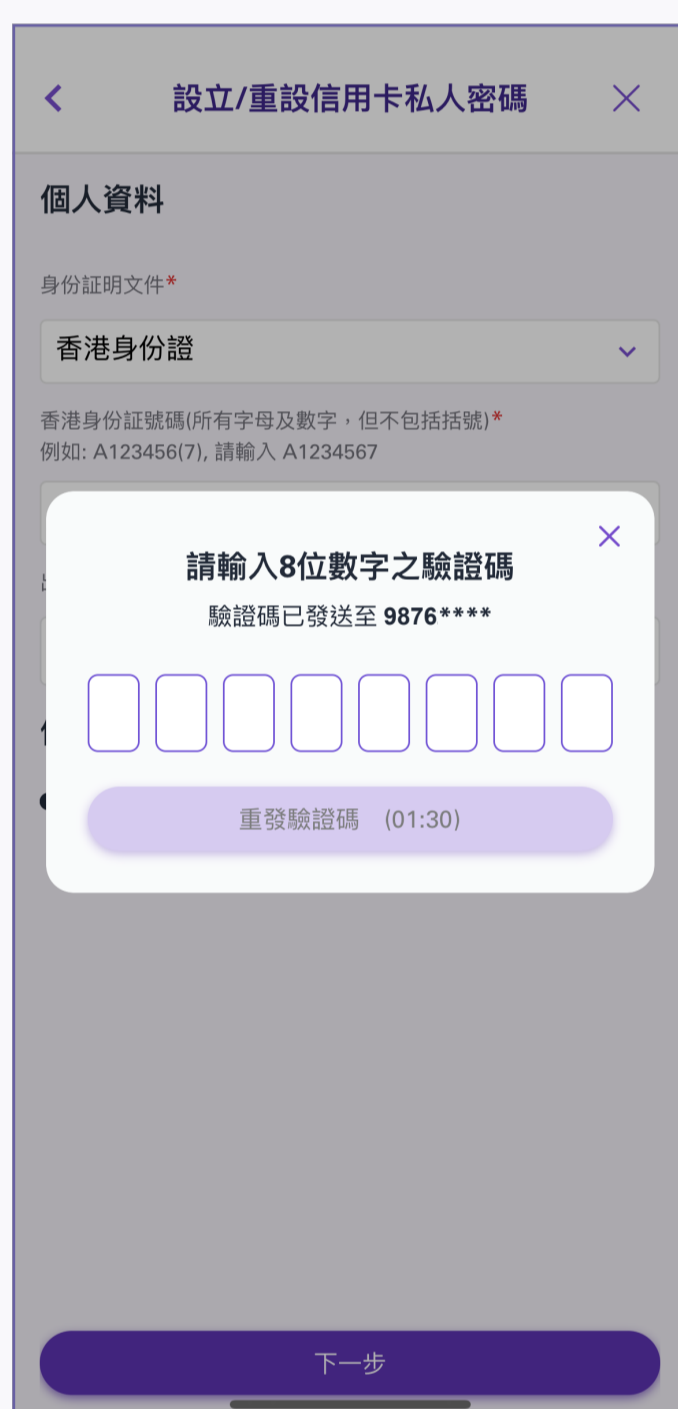 設立/重設信用卡私人密碼
個人資料
身份証明文件*
香港身份證
香港身份証號碼(所有字母及數字，但不包括括號)*
例如: A123456(7), 請輸入 A1234567
請輸入8位數字之驗證碼
驗證碼已發送至 9876****
重發驗證碼 (01:30)
下一步